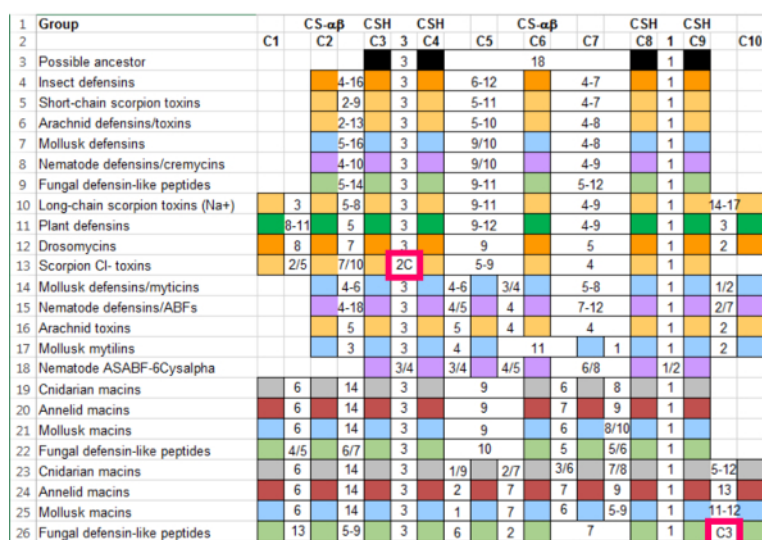 1 Group CS-αβ CSH CSH CS-αβ CSH CSH
2 C1 C2 C3 3 C4 C5 C6 C7 C8 1 C9 C10
3 Possible ancestor 3 18 1
4 Insect defensins 4-16 3 6-12 4-7 1
5 Short-chain scorpion toxins 2-9 3 5-11 4-7 1
6 Arachnid defensins/toxins 2-13 3 5-10 4-8 1
7 Mollusk defensins 5-16 3 9/10 4-8 1
8 Nematode defensins/cremycins 4-10 3 9/10 4-9 1
9 Fungal defensin-like peptides 5-14 3 9-11 5-12 1
10 Long-chain scorpion toxins (Na+) 3 5-8 3 9-11 4-9 1 14-17
11 Plant defensins 8-11 5 3 9-12 4-9 1 3
12 Drosomycins 8 7 3 9 5 1 2
13 Scorpion Cl- toxins 2/5 7/10 2C 5-9 4 1
14 Mollusk defensins/myticins 4-6 3 4-6 3/4 5-8 1 1/2
15 Nematode defensins/ABFs 4-18 3 4/5 4 7-12 1 2/7
16 Arachnid toxins 5 3 5 4 4 1 2
17 Mollusk mytilins 3 3 4 11 1 1 2
18 Nematode ASABF-6Cysalpha 3/4 3/4 4/5 6/8 1/2
19 Cnidarian macins 6 14 3 9 6 8 1
20 Annelid macins 6 14 3 9 7 9 1
21 Mollusk macins 6 14 3 9 6 8/10 1
22 Fungal defensin-like peptides 4/5 6/7 3 10 5 5/6 1
23 Cnidarian macins 6 14 3 1/9 2/7 3/6 7/8 1 5-12
24 Annelid macins 6 14 3 2 7 7 9 1 13
25 Mollusk macins 6 14 3 1 7 6 5-9 1 11-12
26 Fungal defensin-like peptides 13 5-9 3 6 2 7 1 C3